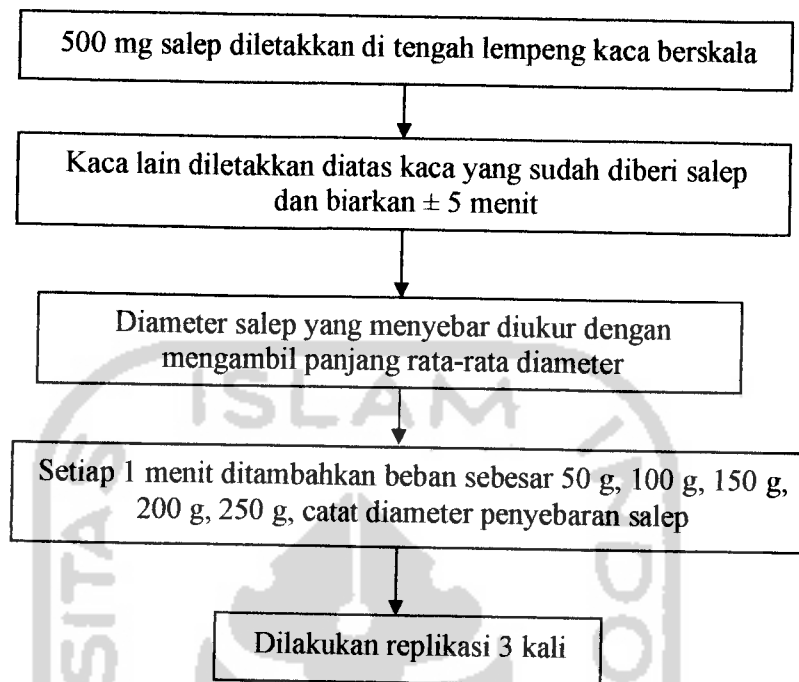 500 mg salep diletakkan di tengah lempeng kaca berskala
Kaca lain diletakkan diatas kaca yang sudah diberi salep
dan biarkan ± 5 menit
Diameter salep yang menyebar diukur dengan
mengambil panjang rata-rata diameter
ISLAM
Setiap 1 menit ditambahkan beban sebesar 50 g, 100 g, 150 g,
200 g, 250 g, catat diameter penyebaran salep
SITAS
Dilakukan replikasi 3 kali